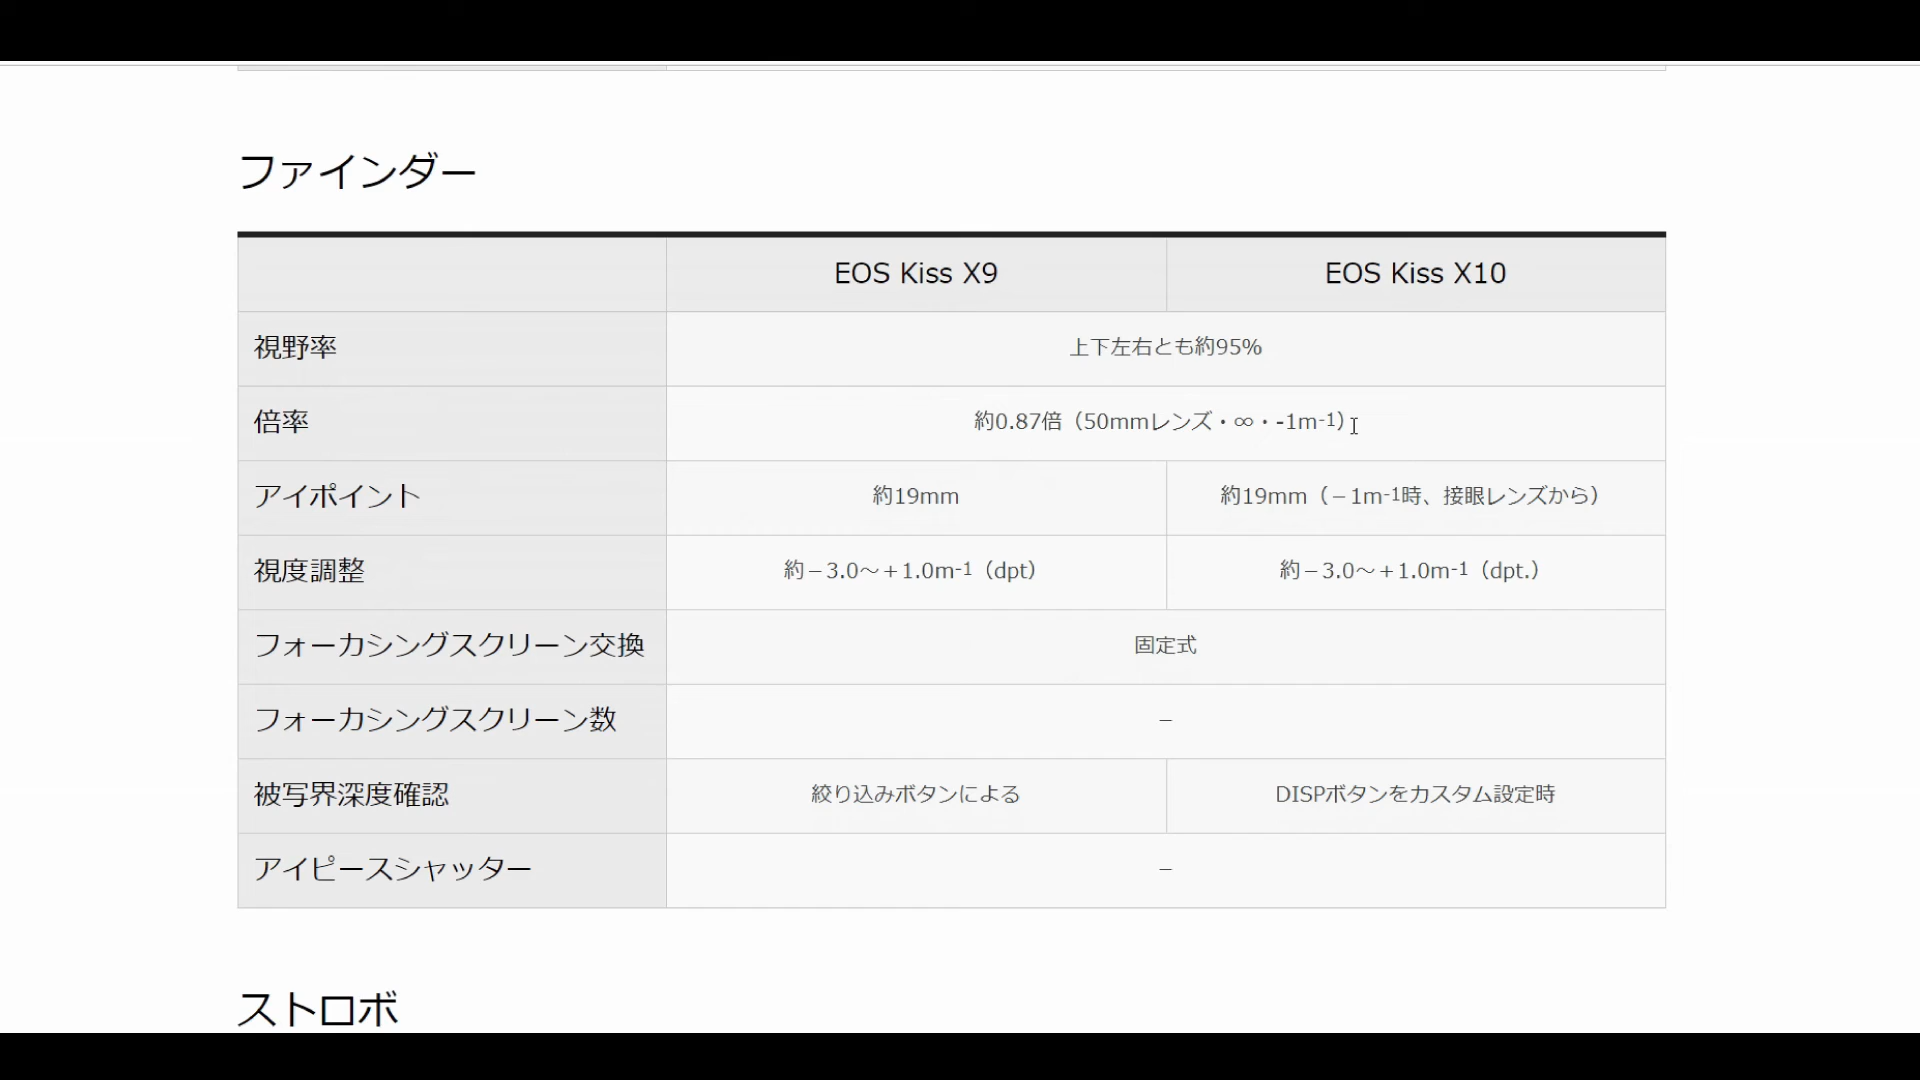 ファインダー
EOS Kiss X9 EOS Kiss X10
視野率 上下左右とも約95%
倍率 約0.87倍（50mmレンズ・∞・-1m-1）
アイポイント 約19mm 約19mm（－1m-1時、接眼レンズから）
視度調整 約－3.0～＋1.0m-1（dpt） 約－3.0～＋1.0m-1（dpt.）
フォーカシングスクリーン交換 固定式
フォーカシングスクリーン数 –
被写界深度確認 絞り込みボタンによる DISPボタンをカスタム設定時
アイピースシャッター –
ストロボ